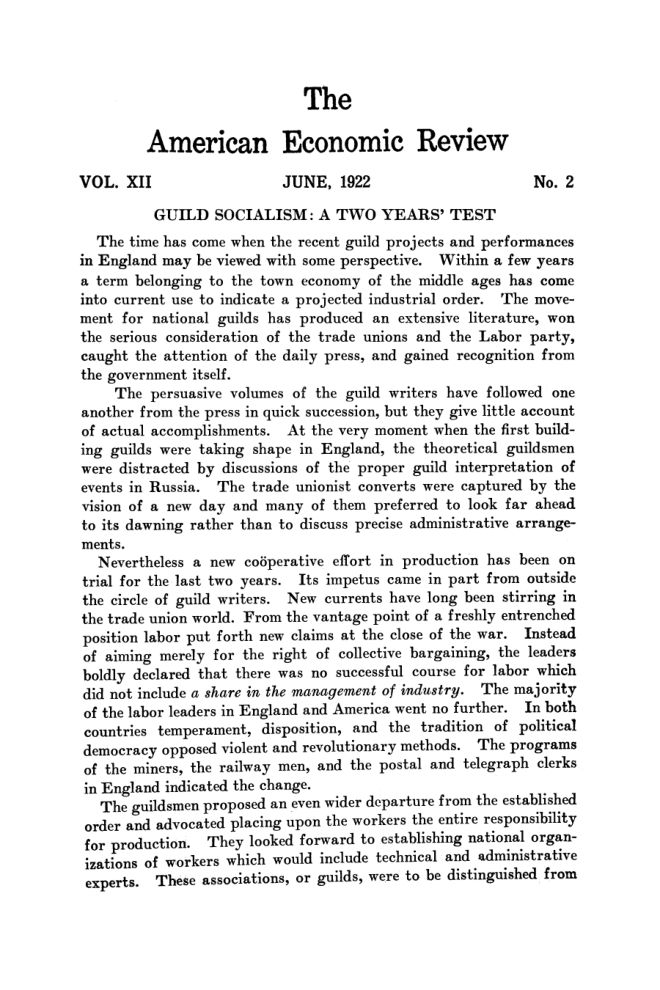 The
American Economic Review
VOL. XII JUNE, 1922 No. 2
GUILD SOCIALISM: A TWO YEARS' TEST
The time has come when the recent guild projects and performances
in England may be viewed with some perspective. Within a few years
a term belonging to the town economy of the middle ages has come
into current use to indicate a projected industrial order. The move-
ment for national guilds has produced an extensive literature, won
the serious consideration of the trade unions and the Labor party,
caught the attention of the daily press, and gained recognition from
the government itself.
The persuasive volumes of the guild writers have followed one
another from the press in quick succession, but they give little account
of actual accomplishments. At the very moment when the first build-
ing guilds were taking shape in England, the theoretical guildsmen
were distracted by discussions of the proper guild interpretation of
events in Russia. The trade unionist converts were captured by the
vision of a new day and many of them preferred to look far ahead
to its dawning rather than to discuss precise administrative arrange-
ments.
Nevertheless a new coöperative effort in production has been on
trial for the last two years. Its impetus came in part from outside
the circle of guild writers. New currents have long been stirring in
the trade union world. From the vantage point of a freshly entrenched
position labor put forth new claims at the close of the war. Instead
of aiming merely for the right of collective bargaining, the leaders
boldly declared that there was no successful course for labor which
did not include a share in the management of industry. The majority
of the labor leaders in England and America went no further. In both
countries temperament, disposition, and the tradition of political
democracy opposed violent and revolutionary methods. The programs
of the miners, the railway men, and the postal and telegraph clerks
in England indicated the change.
The guildsmen proposed an even wider departure from the established
order and advocated placing upon the workers the entire responsibility
for production. They looked forward to establishing national organ-
izations of workers which would include technical and administrative
experts. These associations, or guilds, were to be distinguished from